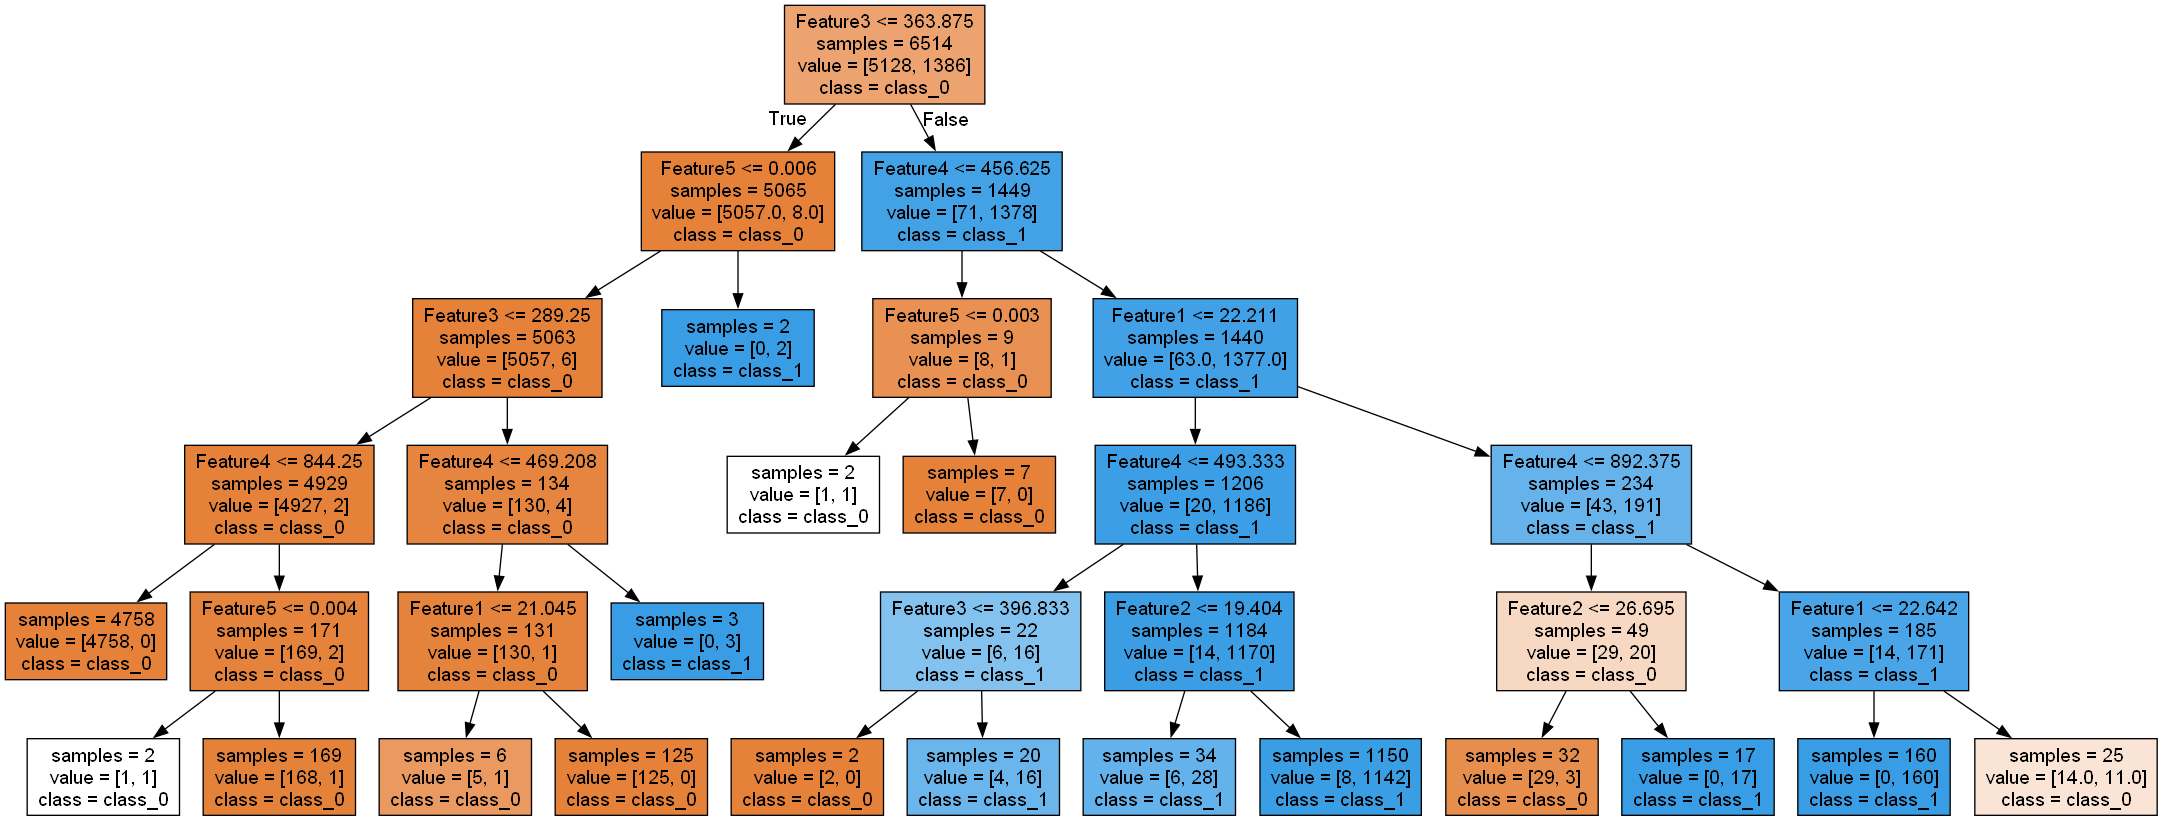 Feature3 <= 363.875
samples = 6514
value = [5128, 1386]
class = class_0
True
False
Feature5 <= 0.006
samples = 5065
value = [5057.0, 8.0]
class = class_0
Feature4 <= 456.625
samples = 1449
value = [71, 1378]
class = class_1
Feature3 <= 289.25
samples = 5063
value = [5057, 6]
class = class_0
samples = 2
value = [0, 2]
class = class_1
Feature5 <= 0.003
samples = 9
value = [8, 1]
class = class_0
Feature1 <= 22.211
samples = 1440
value = [63.0, 1377.0]
class = class_1
Feature4 <= 844.25
samples = 4929
value = [4927, 2]
class = class_0
Feature4 <= 469.208
samples = 134
value = [130, 4]
class = class_0
samples = 2
value = [1, 1]
class = class_0
samples = 7
value = [7, 0]
class = class_0
Feature4 <= 493.333
samples = 1206
value = [20, 1186]
class = class_1
Feature4 <= 892.375
samples = 234
value = [43, 191]
class = class_1
samples = 4758
value = [4758, 0]
class = class_0
Feature5 <= 0.004
samples = 171
value = [169, 2]
class = class_0
Feature1 <= 21.045
samples = 131
value = [130, 1]
class = class_0
samples = 3
value = [0, 3]
class = class_1
Feature3 <= 396.833
samples = 22
value = [6, 16]
class = class_1
Feature2 <= 19.404
samples = 1184
value = [14, 1170]
class = class_1
Feature2 <= 26.695
samples = 49
value = [29, 20]
class = class_0
Feature1 <= 22.642
samples = 185
value = [14, 171]
class = class_1
samples = 2
value = [1, 1]
class = class_0
samples = 169
value = [168, 1]
class = class_0
samples = 6
value = [5, 1]
class = class_0
samples = 125
value = [125, 0]
class = class_0
samples = 2
value = [2, 0]
class = class_0
samples = 20
value = [4, 16]
class = class_1
samples = 34
value = [6, 28]
class = class_1
samples = 1150
value = [8, 1142]
class = class_1
samples = 32
value = [29, 3]
class = class_0
samples = 17
value = [0, 17]
class = class_1
samples = 160
value = [0, 160]
class = class_1
samples = 25
value = [14.0, 11.0]
class = class_0